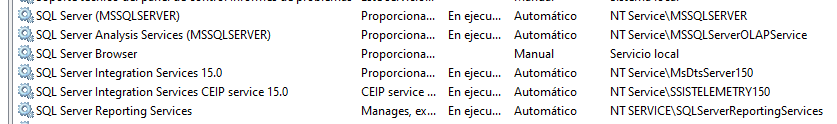 SQL Server (MSSQLSERVER) Proporciona... En ejecu... Automático NT Service\MSSQLSERVER
SQL Server Analysis Services (MSSQLSERVER) Proporciona... En ejecu... Automático NT Service\MSSQLServerOLAPService
SQL Server Browser Proporciona... Manual Servicio local
SQL Server Integration Services 15.0 Proporciona... En ejecu... Automático NT Service\MsDtsServer150
SQL Server Integration Services CEIP service 15.0 CEIP service ... En ejecu... Automático NT Service\SSISTELEMETRY150
SQL Server Reporting Services Manages, ex... En ejecu... Automático NT SERVICE\SQLServerReportingServices